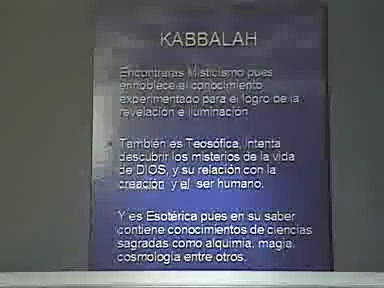 KABBALAH
Encontraras Misticismo pues
ennoblece el conocimiento
experimentado para el logro de la
revelación e iluminación
También es Teosófica, intenta
descubrir los misterios de la vida
de DIOS, y su relación con la
creación y el ser humano.
Y es Esotérica pues en su saber
contiene conocimientos de ciencias
sagradas como alquimia, magia,
cosmología entre otros.